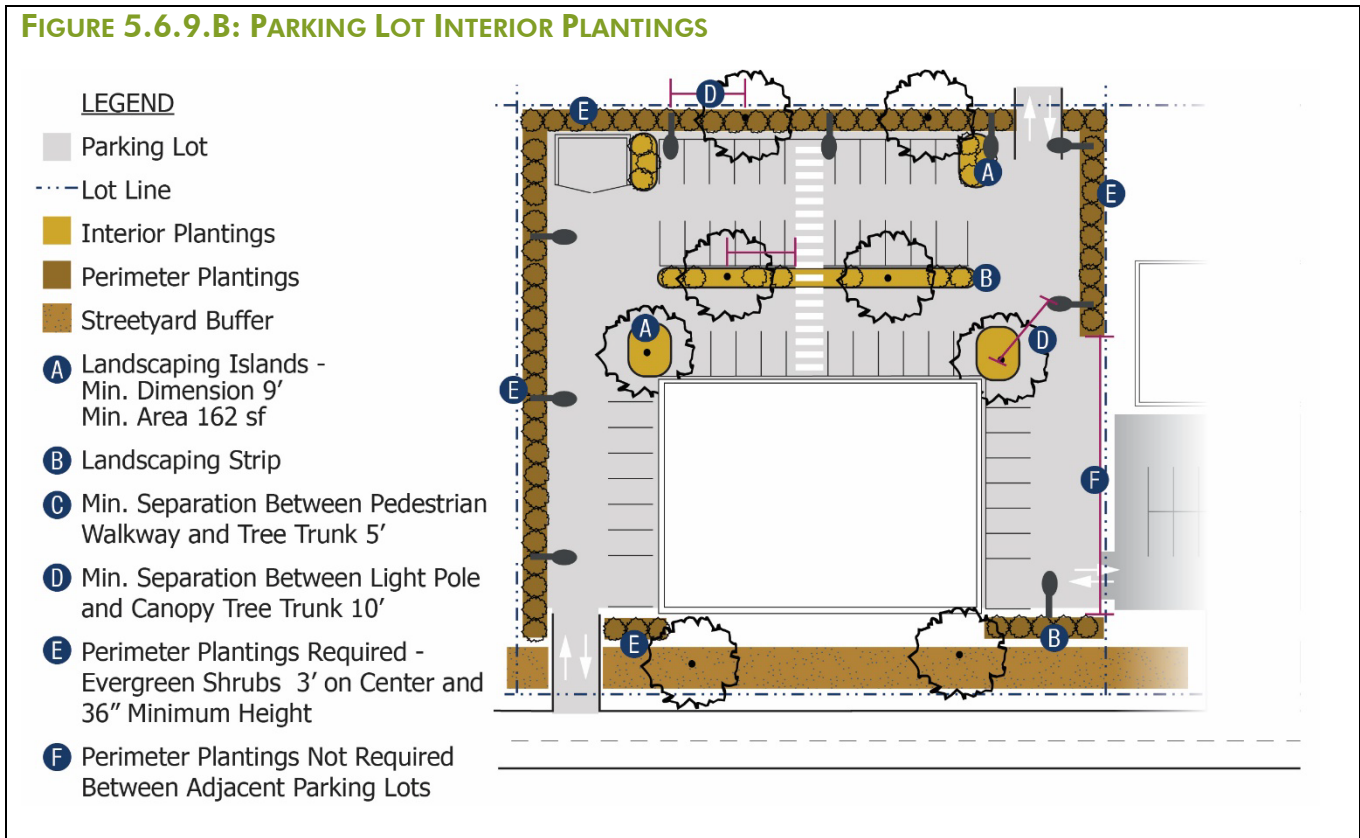 FIGURE 5.6.9.B: PARKING LOT INTERIOR PLANTINGS
LEGEND
Parking Lot
Lot Line
Interior Plantings
Perimeter Plantings
Streetyard Buffer
A Landscaping Islands -
Min. Dimension 9’
Min. Area 162 sf
B Landscaping Strip
C Min. Separation Between Pedestrian
Walkway and Tree Trunk 5’
D Min. Separation Between Light Pole
and Canopy Tree Trunk 10’
E Perimeter Plantings Required -
Evergreen Shrubs 3’ on Center and
36” Minimum Height
F Perimeter Plantings Not Required
Between Adjacent Parking Lots
D
E
A
E
B
A
D
E
F
E
B